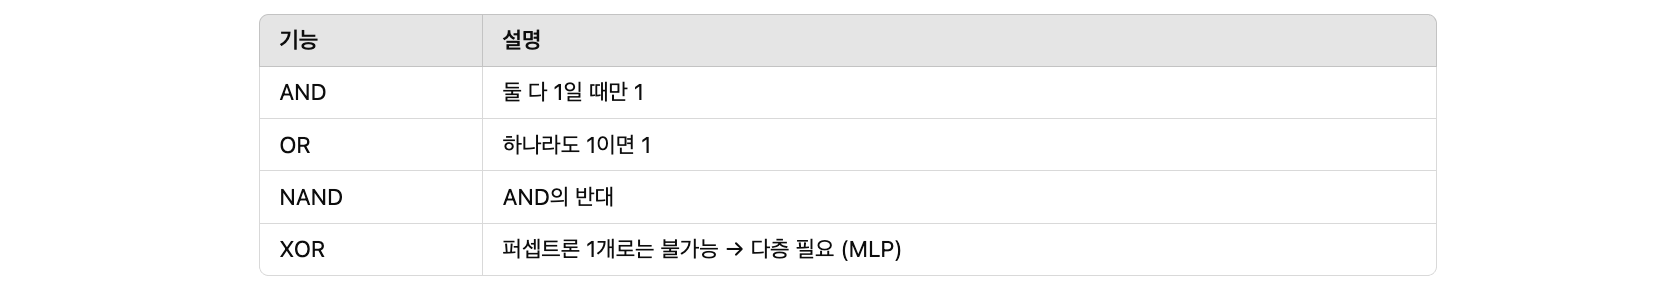 기능 설명
AND 둘 다 1일 때만 1
OR 하나라도 1이면 1
NAND AND의 반대
XOR 퍼셉트론 1개로는 불가능 → 다층 필요 (MLP)